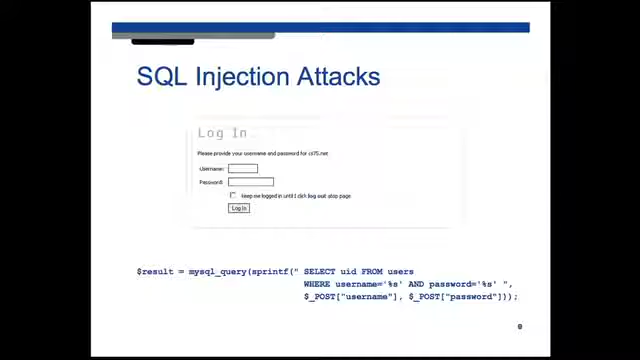 SQL Injection Attacks
Log In
Please provide your username and password for cs75.net
Username:
Password:
keep me logged in until I click log out atop page
Log In
$result = mysql_query(sprintf(" SELECT uid FROM users
WHERE username='%s' AND password='%s' ",
$_POST["username"], $_POST["password"]));